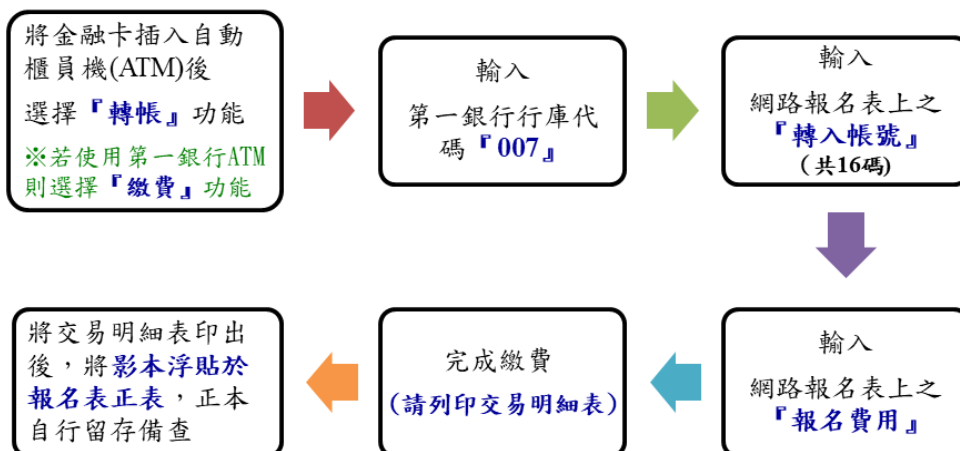 將金融卡插入自動
櫃員機(ATM)後
選擇『轉帳』功能
※若使用第一銀行ATM
則選擇『繳費』功能
輸入
第一銀行行庫代
碼『007』
輸入
網路報名表上之
『轉入帳號』
(共16碼)
輸入
網路報名表上之
『報名費用』
完成繳費
(請列印交易明細表)
將交易明細表印出
後，將影本浮貼於
報名表正表，正本
自行留存備查